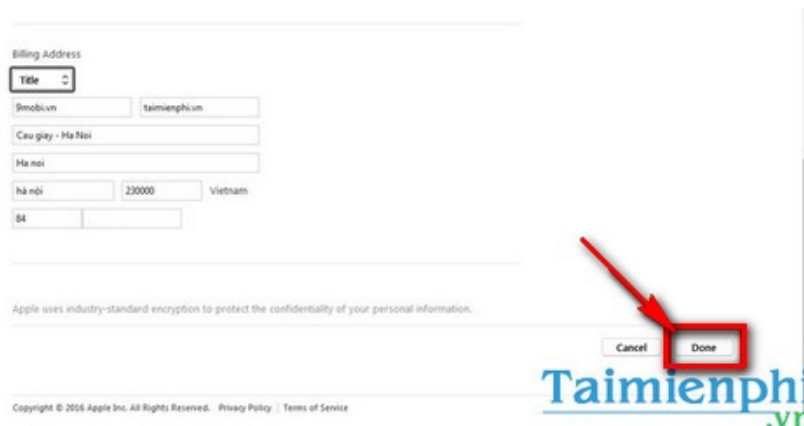 Billing Address
Title
9mobi.vn taimienphi.vn
Cau giay - Ha Noi
Ha noi
hà nội 230000 Vietnam
84
Apple uses industry-standard encryption to protect the confidentiality of your personal information.
Cancel Done
Taimienphi
.vn
Copyright © 2016 Apple Inc. All Rights Reserved. Privacy Policy | Terms of Service